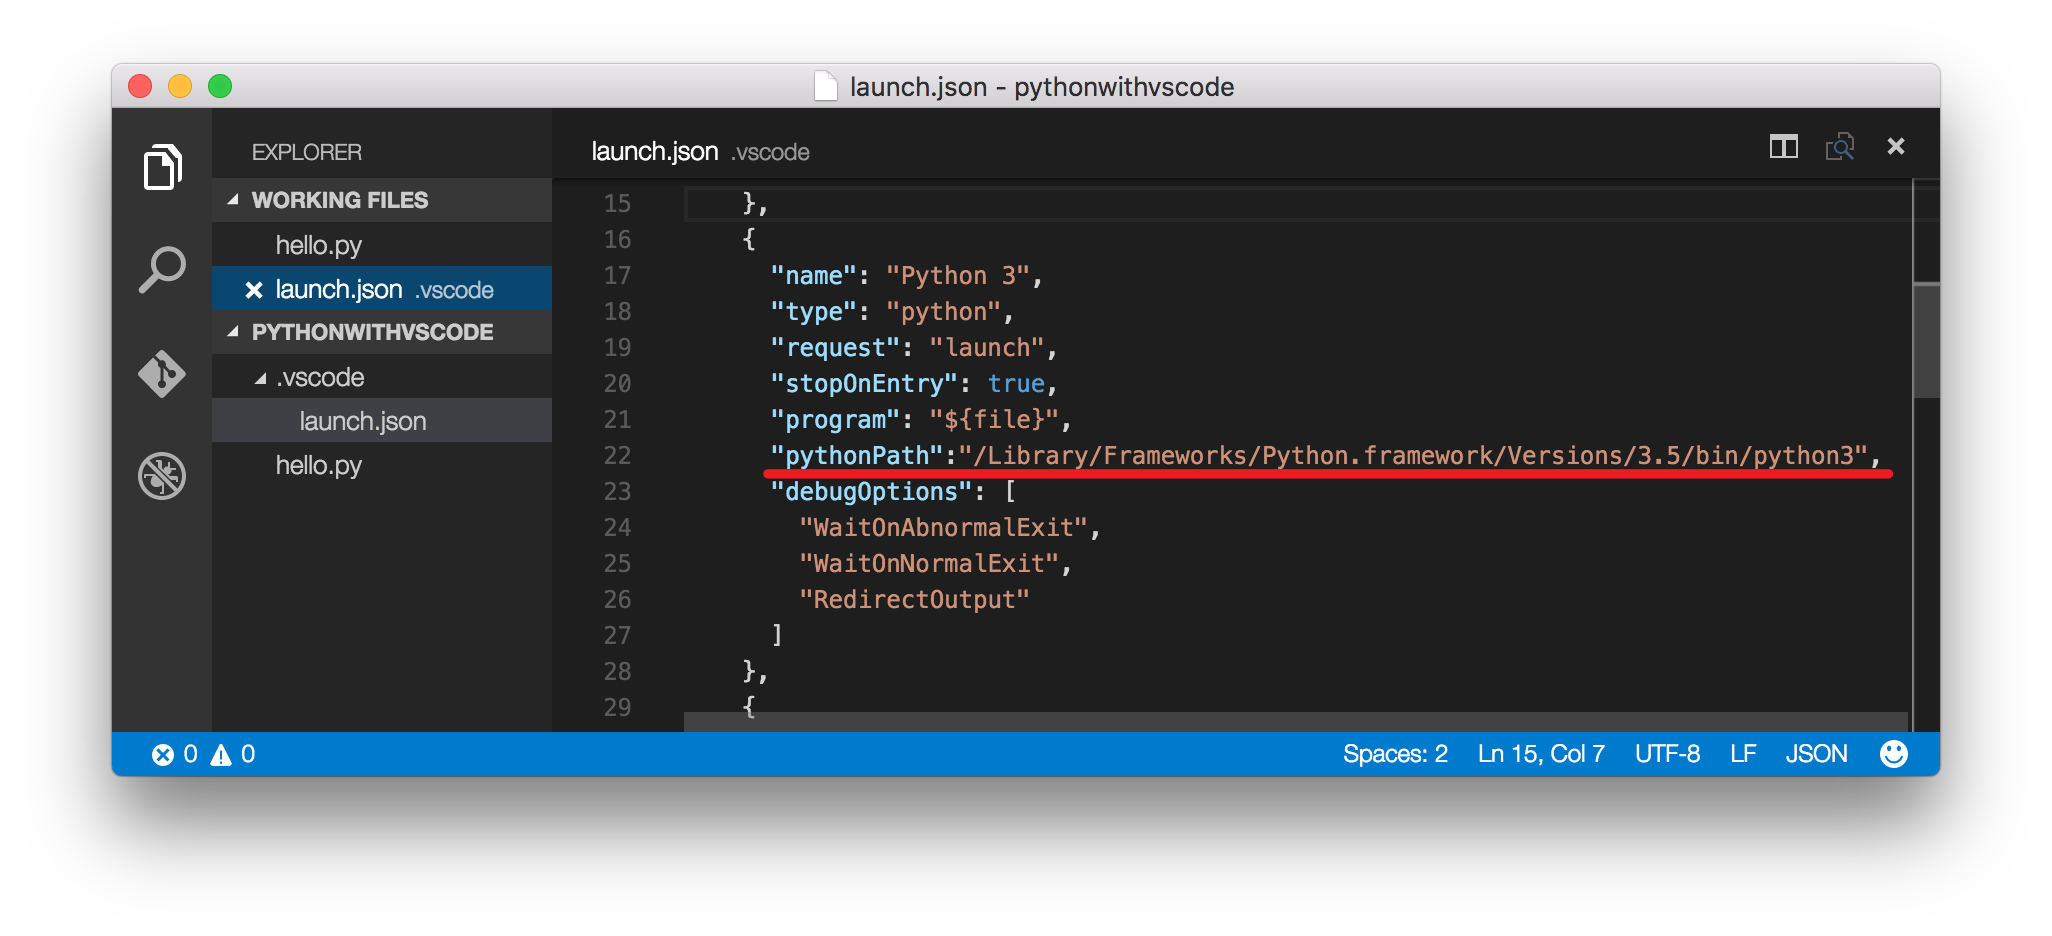 launch.json - pythonwithvscode
EXPLORER
WORKING FILES
hello.py
launch.json .vscode
PYTHONWITHVSCODE
.vscode
launch.json
hello.py
launch.json .vscode
15 },
16 {
17 "name": "Python 3",
18 "type": "python",
19 "request": "launch",
20 "stopOnEntry": true,
21 "program": "${file}",
22 "pythonPath":"/Library/Frameworks/Python.framework/Versions/3.5/bin/python3",
23 "debugOptions": [
24 "WaitOnAbnormalExit",
25 "WaitOnNormalExit",
26 "RedirectOutput"
27 ]
28 },
29 {
0 0 Spaces: 2 Ln 15, Col 7 UTF-8 LF JSON